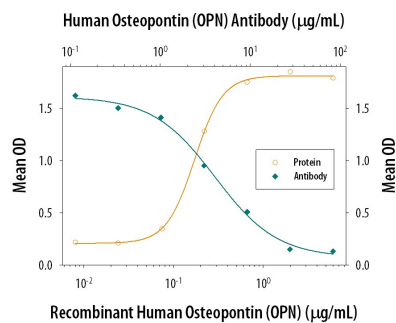 Human Osteopontin (OPN) Antibody (μg/mL)
10⁻¹ 10⁰ 10¹ 10²
Mean OD
1.5 1.5
1.0 1.0
0.5 0.5
0.0 0.0
Mean OD
Protein
Antibody
10⁻² 10⁻¹ 10⁰
Recombinant Human Osteopontin (OPN) (μg/mL)